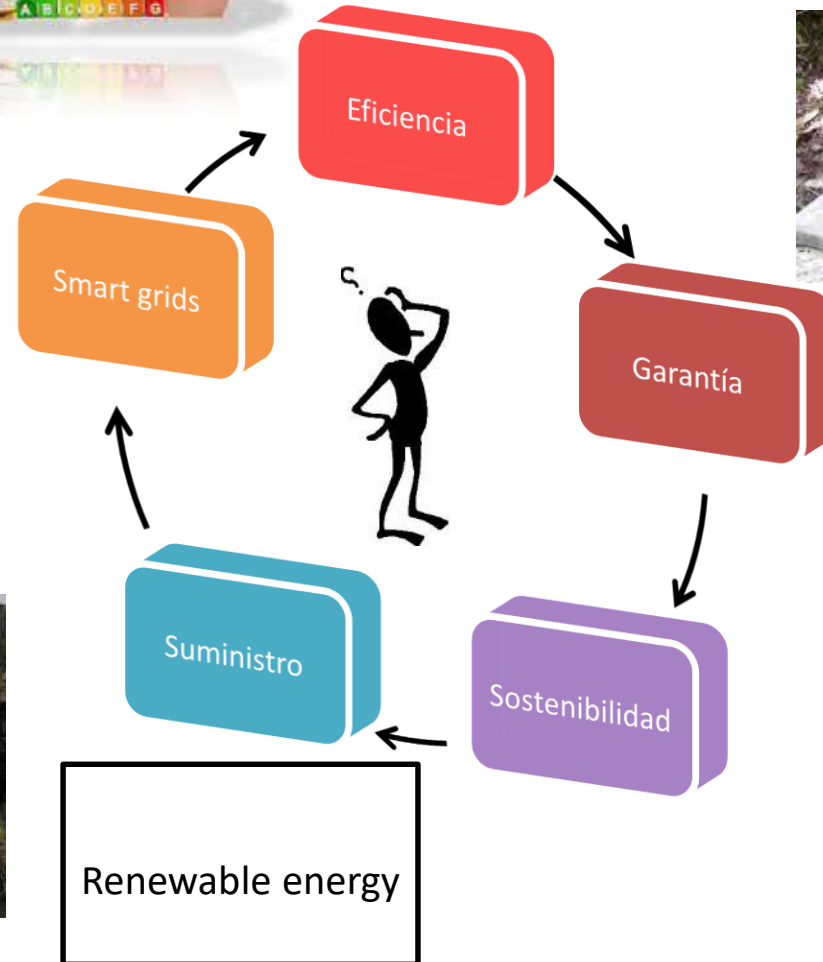 A B C D E F G
Eficiencia
Smart grids
Garantía
Suministro
Sostenibilidad
Renewable energy